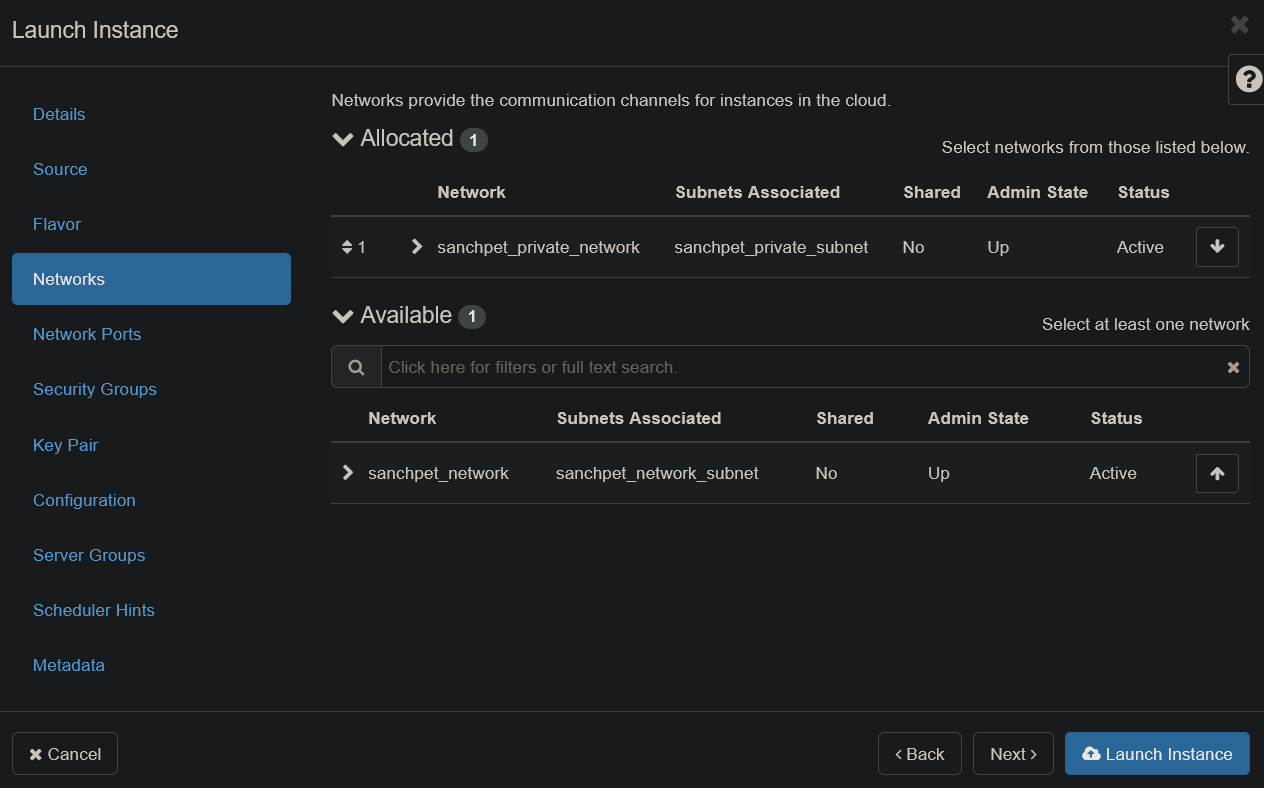 Launch Instance
?
Details
Source
Flavor
Networks
Network Ports
Security Groups
Key Pair
Configuration
Server Groups
Scheduler Hints
Metadata
Networks provide the communication channels for instances in the cloud.
Allocated 1
Select networks from those listed below.
Network Subnets Associated Shared Admin State Status
1 sanchpet_private_network sanchpet_private_subnet No Up Active
Available 1
Select at least one network
Click here for filters or full text search.
Network Subnets Associated Shared Admin State Status
sanchpet_network sanchpet_network_subnet No Up Active
Cancel
‹ Back
Next ›
Launch Instance